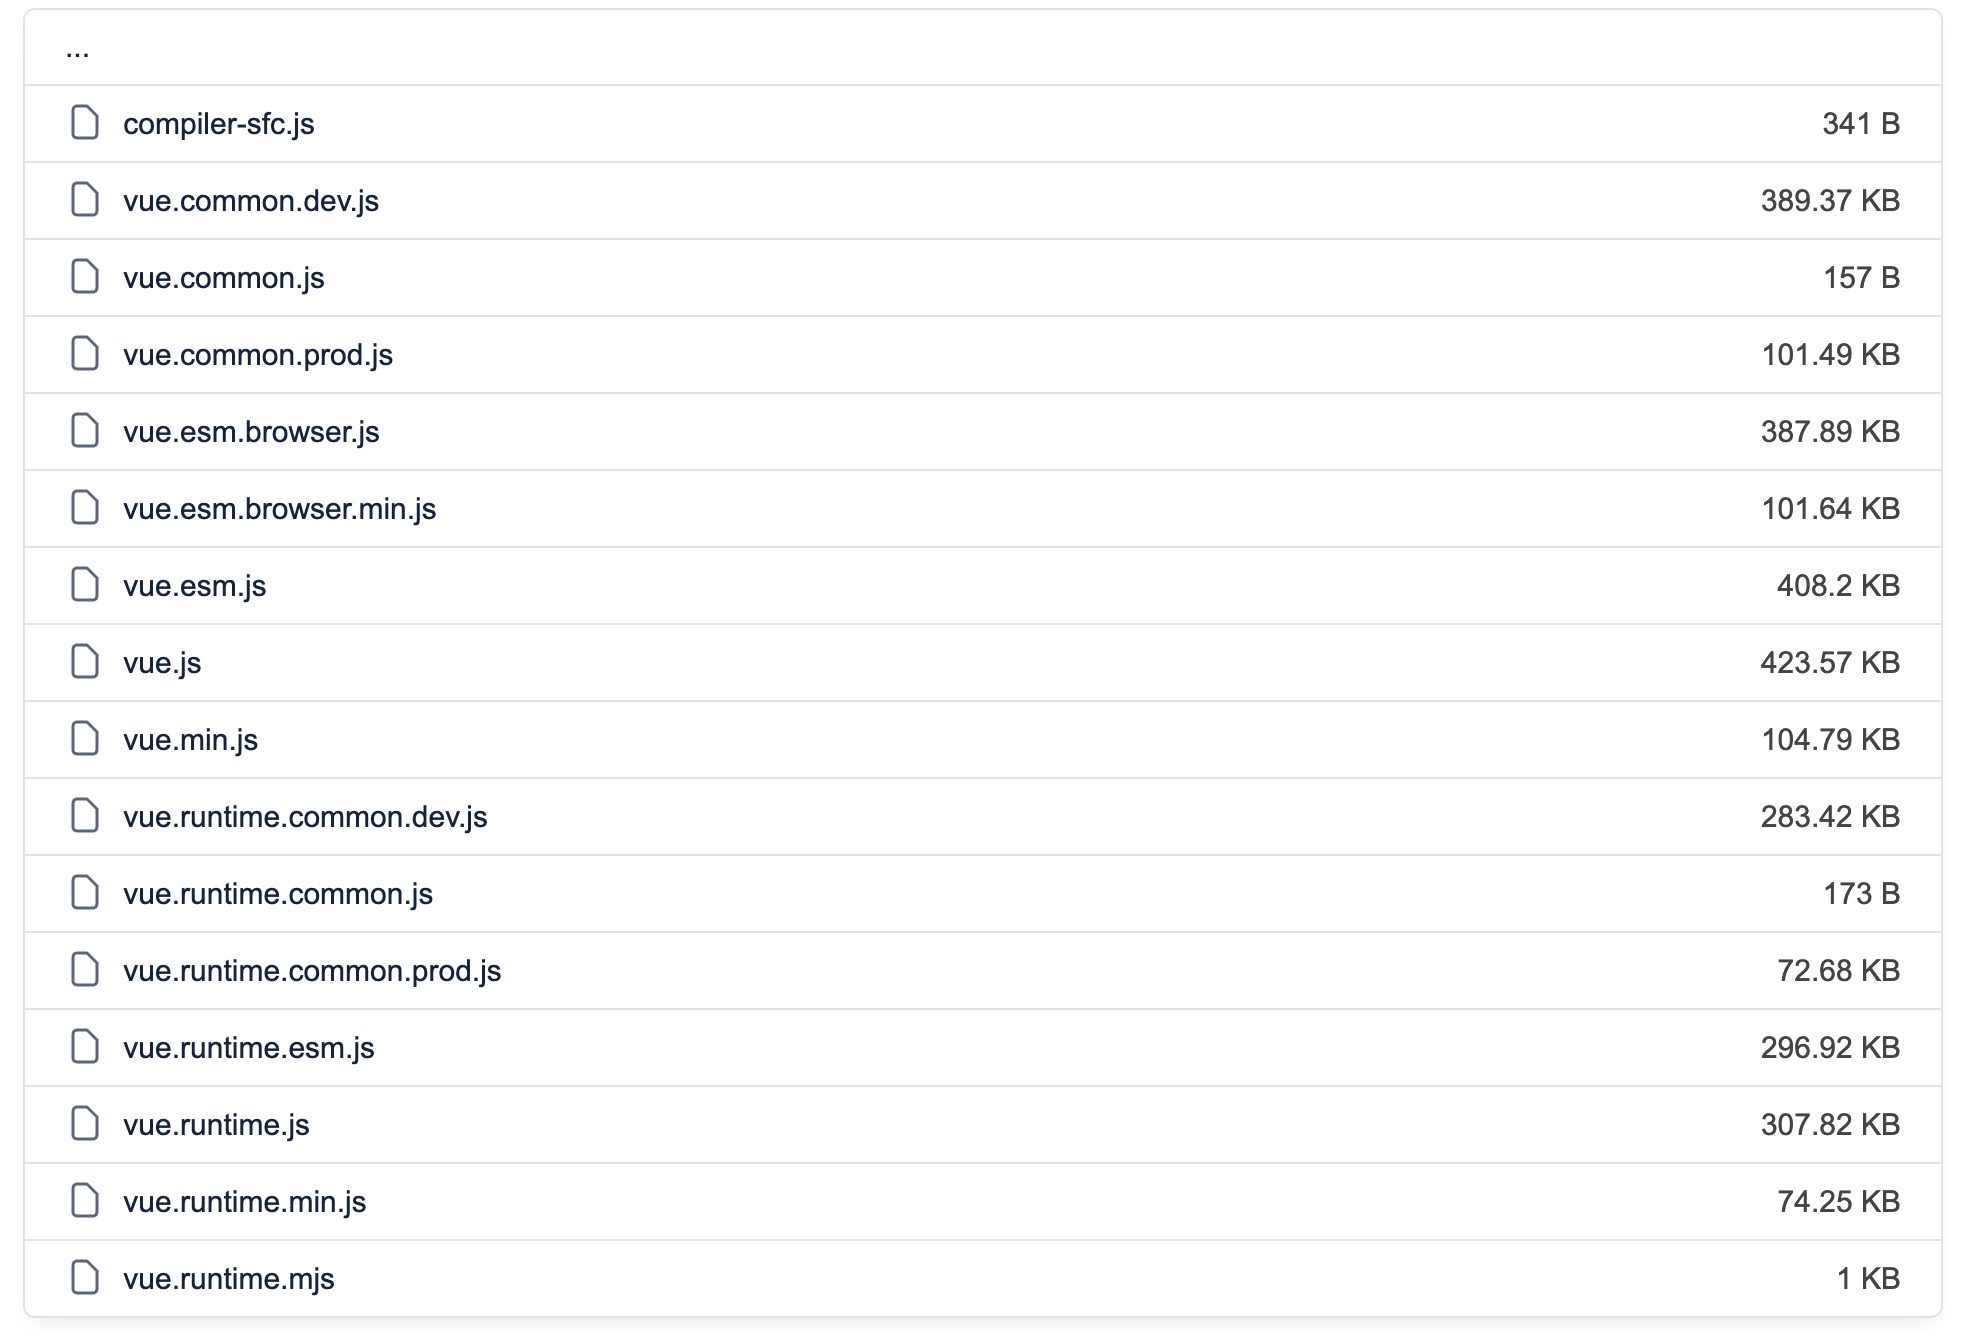 ...
compiler-sfc.js 341 B
vue.common.dev.js 389.37 KB
vue.common.js 157 B
vue.common.prod.js 101.49 KB
vue.esm.browser.js 387.89 KB
vue.esm.browser.min.js 101.64 KB
vue.esm.js 408.2 KB
vue.js 423.57 KB
vue.min.js 104.79 KB
vue.runtime.common.dev.js 283.42 KB
vue.runtime.common.js 173 B
vue.runtime.common.prod.js 72.68 KB
vue.runtime.esm.js 296.92 KB
vue.runtime.js 307.82 KB
vue.runtime.min.js 74.25 KB
vue.runtime.mjs 1 KB